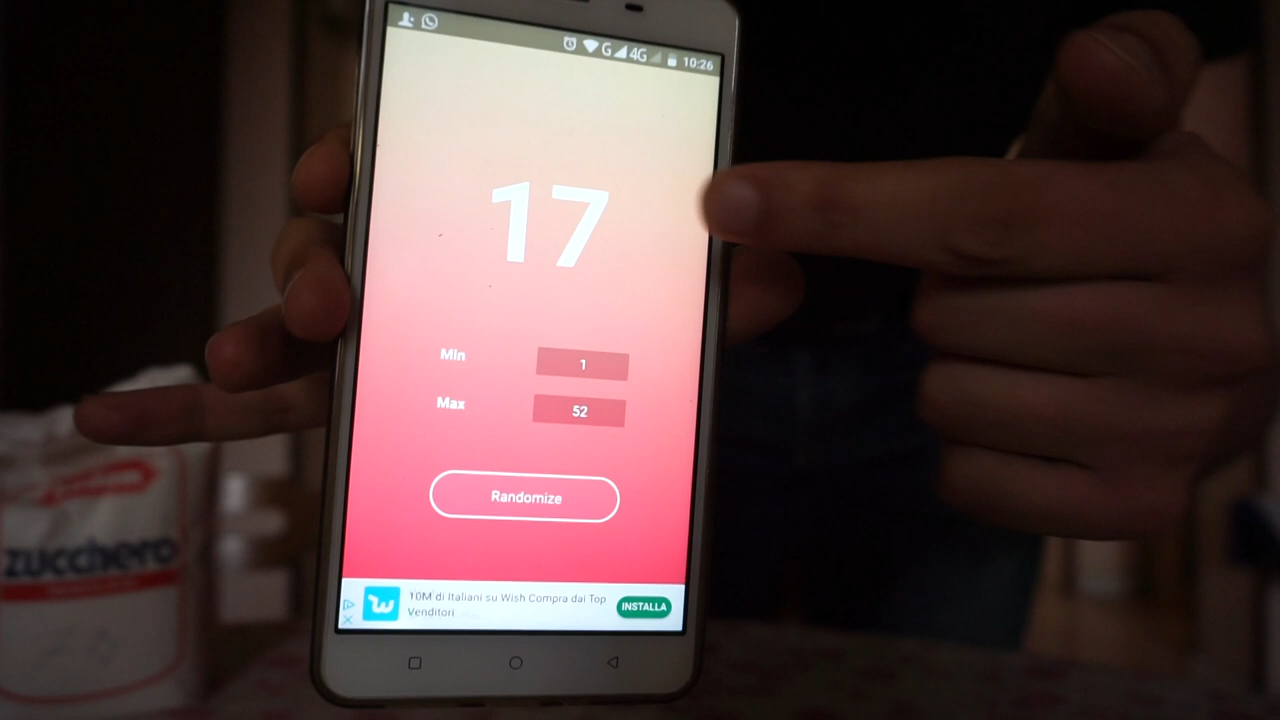 G 4G 10:26
17
Min 1
Max 52
Randomize
10M di Italiani su Wish Compra dai Top
Venditori
INSTALLA
zucchero